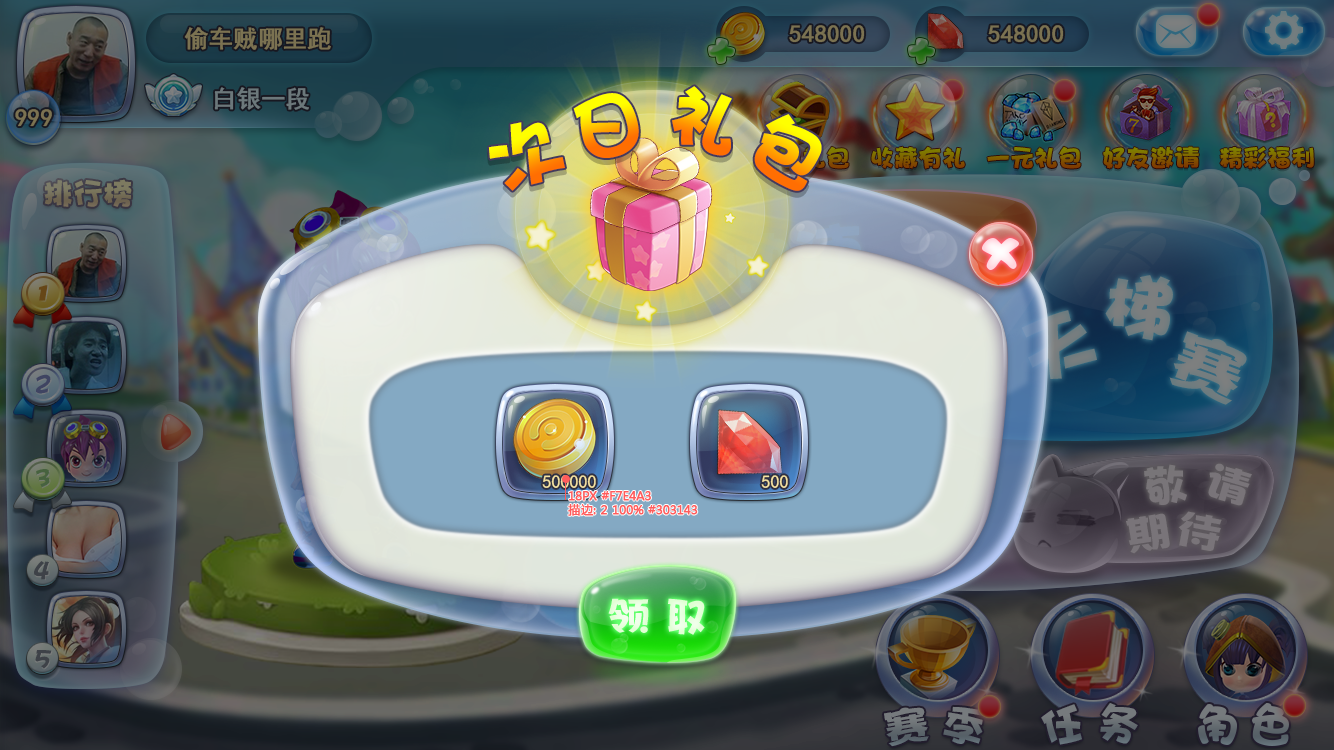 偷车贼哪里跑
548000
548000
999
白银一段
次日礼包
礼包
收藏有礼
一元礼包
7
好友邀请
?
精彩福利
排行榜
1
2
3
4
5
梯赛
500000
500
18PX #F7E4A3
描边: 2 100% #303143
敬请
期待
领取
赛季
任务
角色